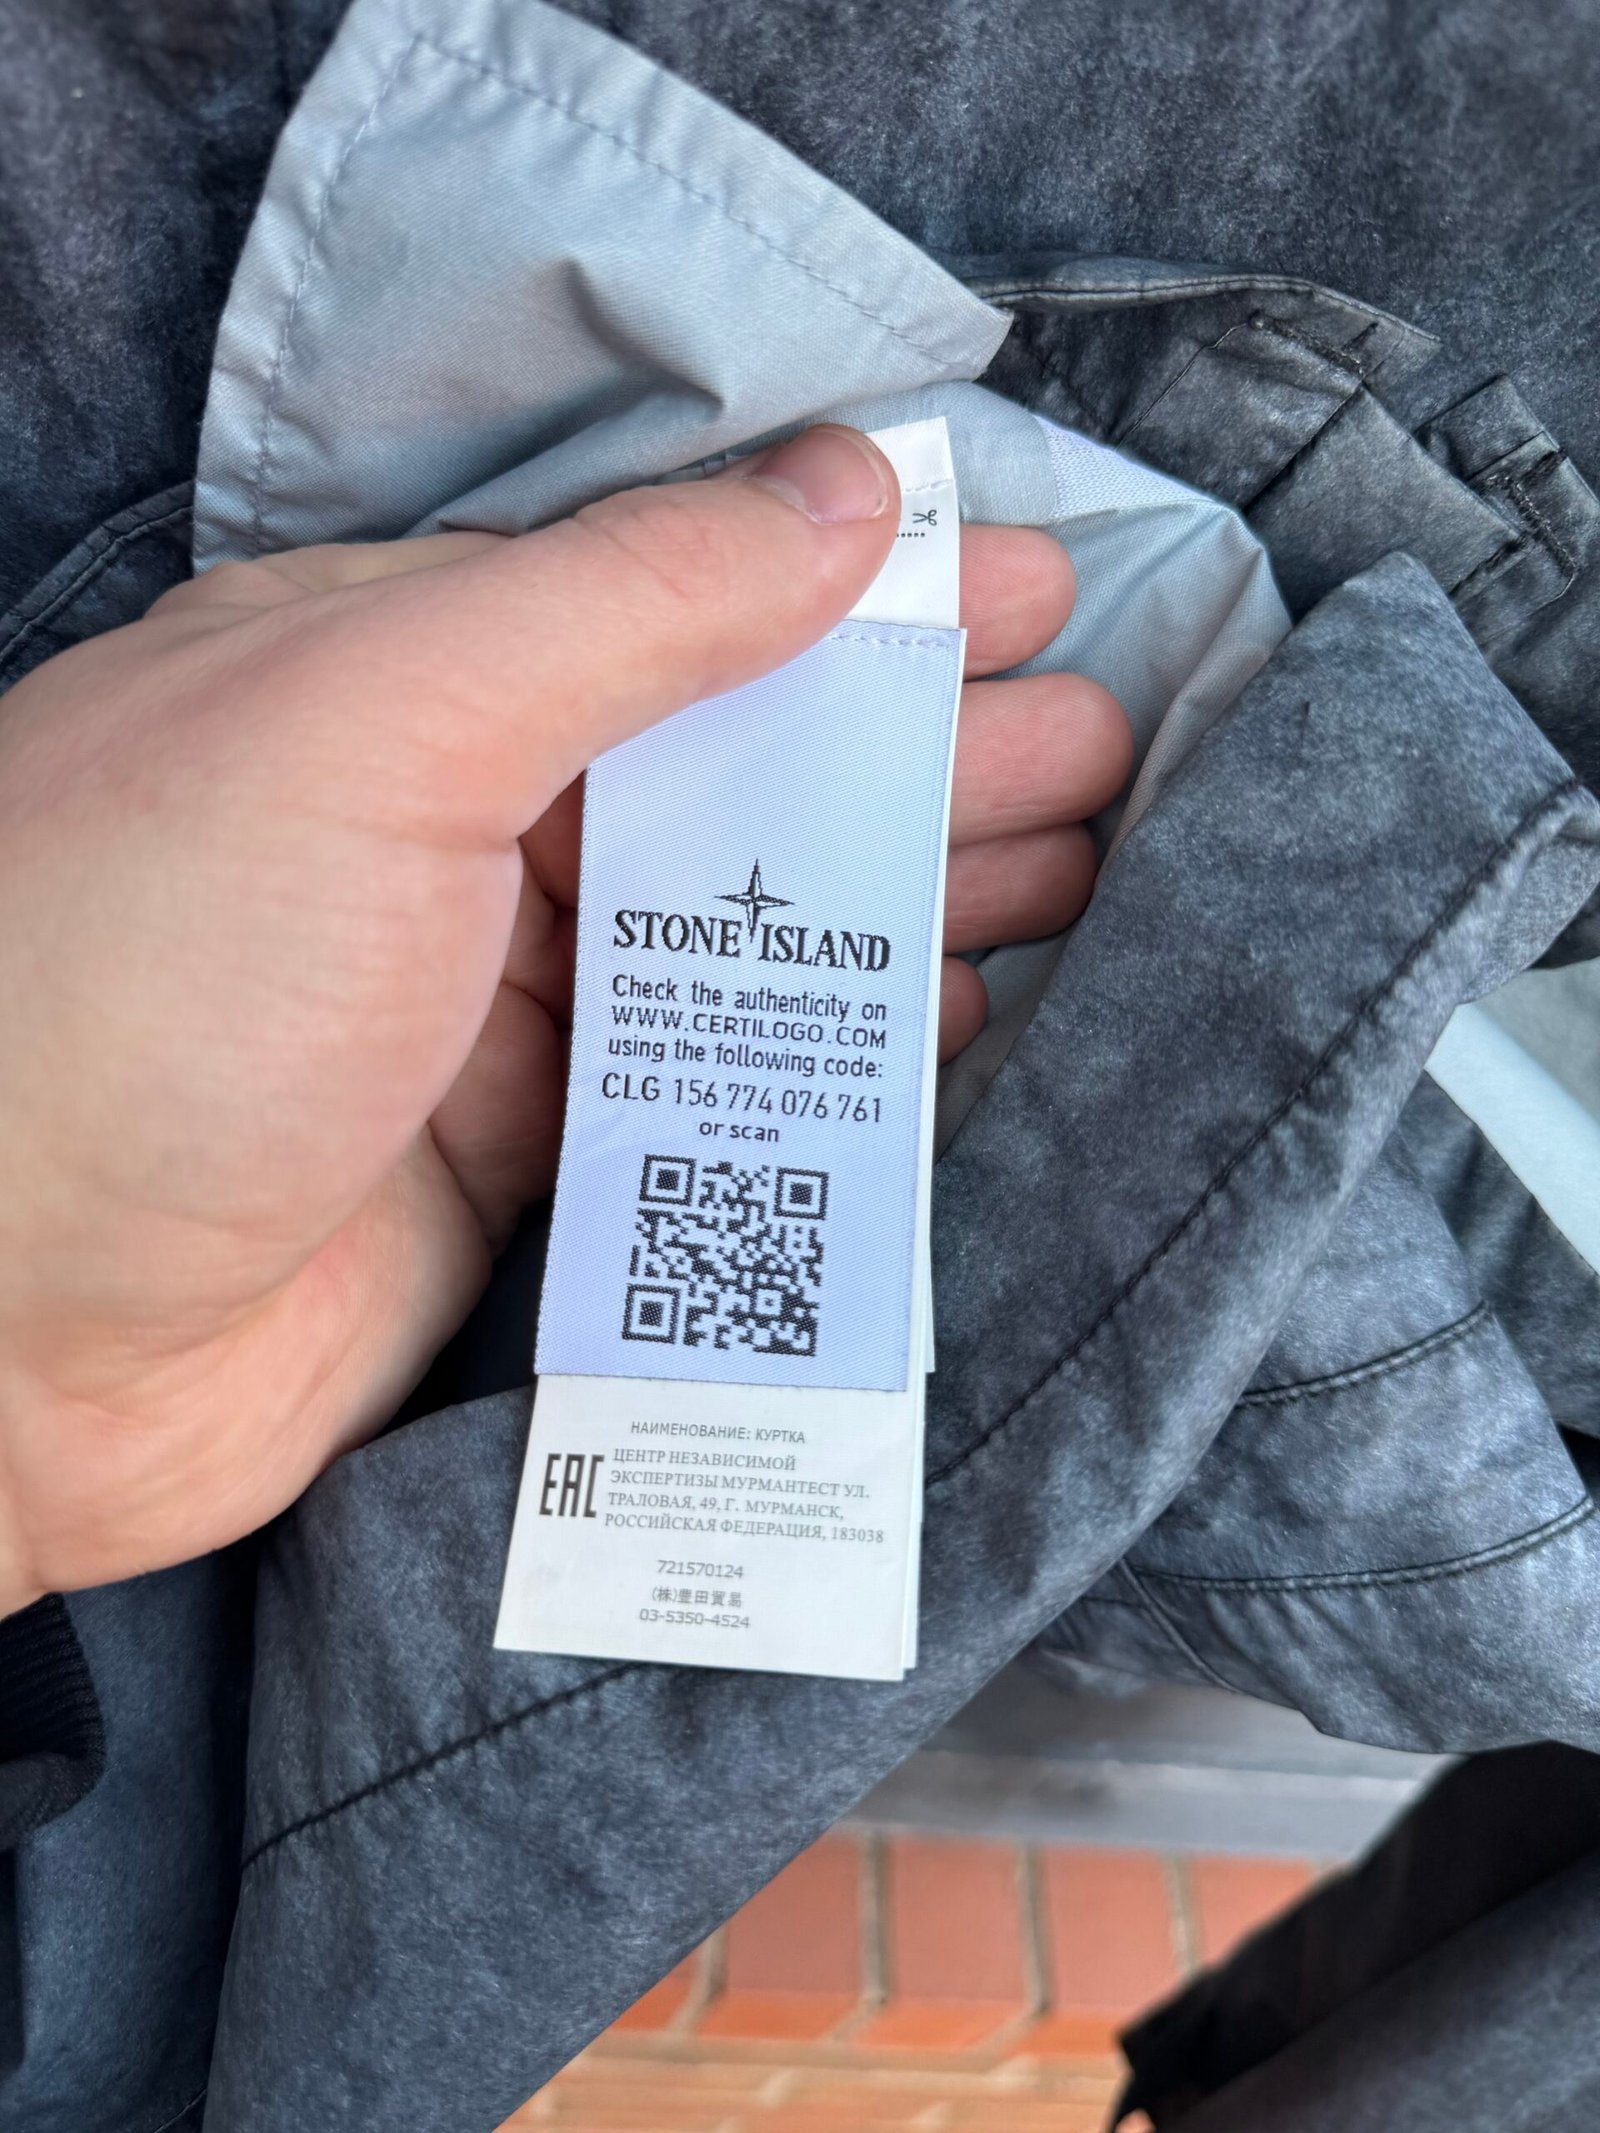 STONE ISLAND
Check the authenticity on
WWW.CERTILOGO.COM
using the following code:
CLG 156 774 076 761
or scan
НАИМЕНОВАНИЕ: КУРТКА
EAC
ЦЕНТР НЕЗАВИСИМОЙ
ЭКСПЕРТИЗЫ МУРМАНТЕСТ УЛ.
ТРАЛОВАЯ, 49, Г. МУРМАНСК,
РОССИЙСКАЯ ФЕДЕРАЦИЯ, 183038
721570124
(株)豊田貿易
03-5350-4524